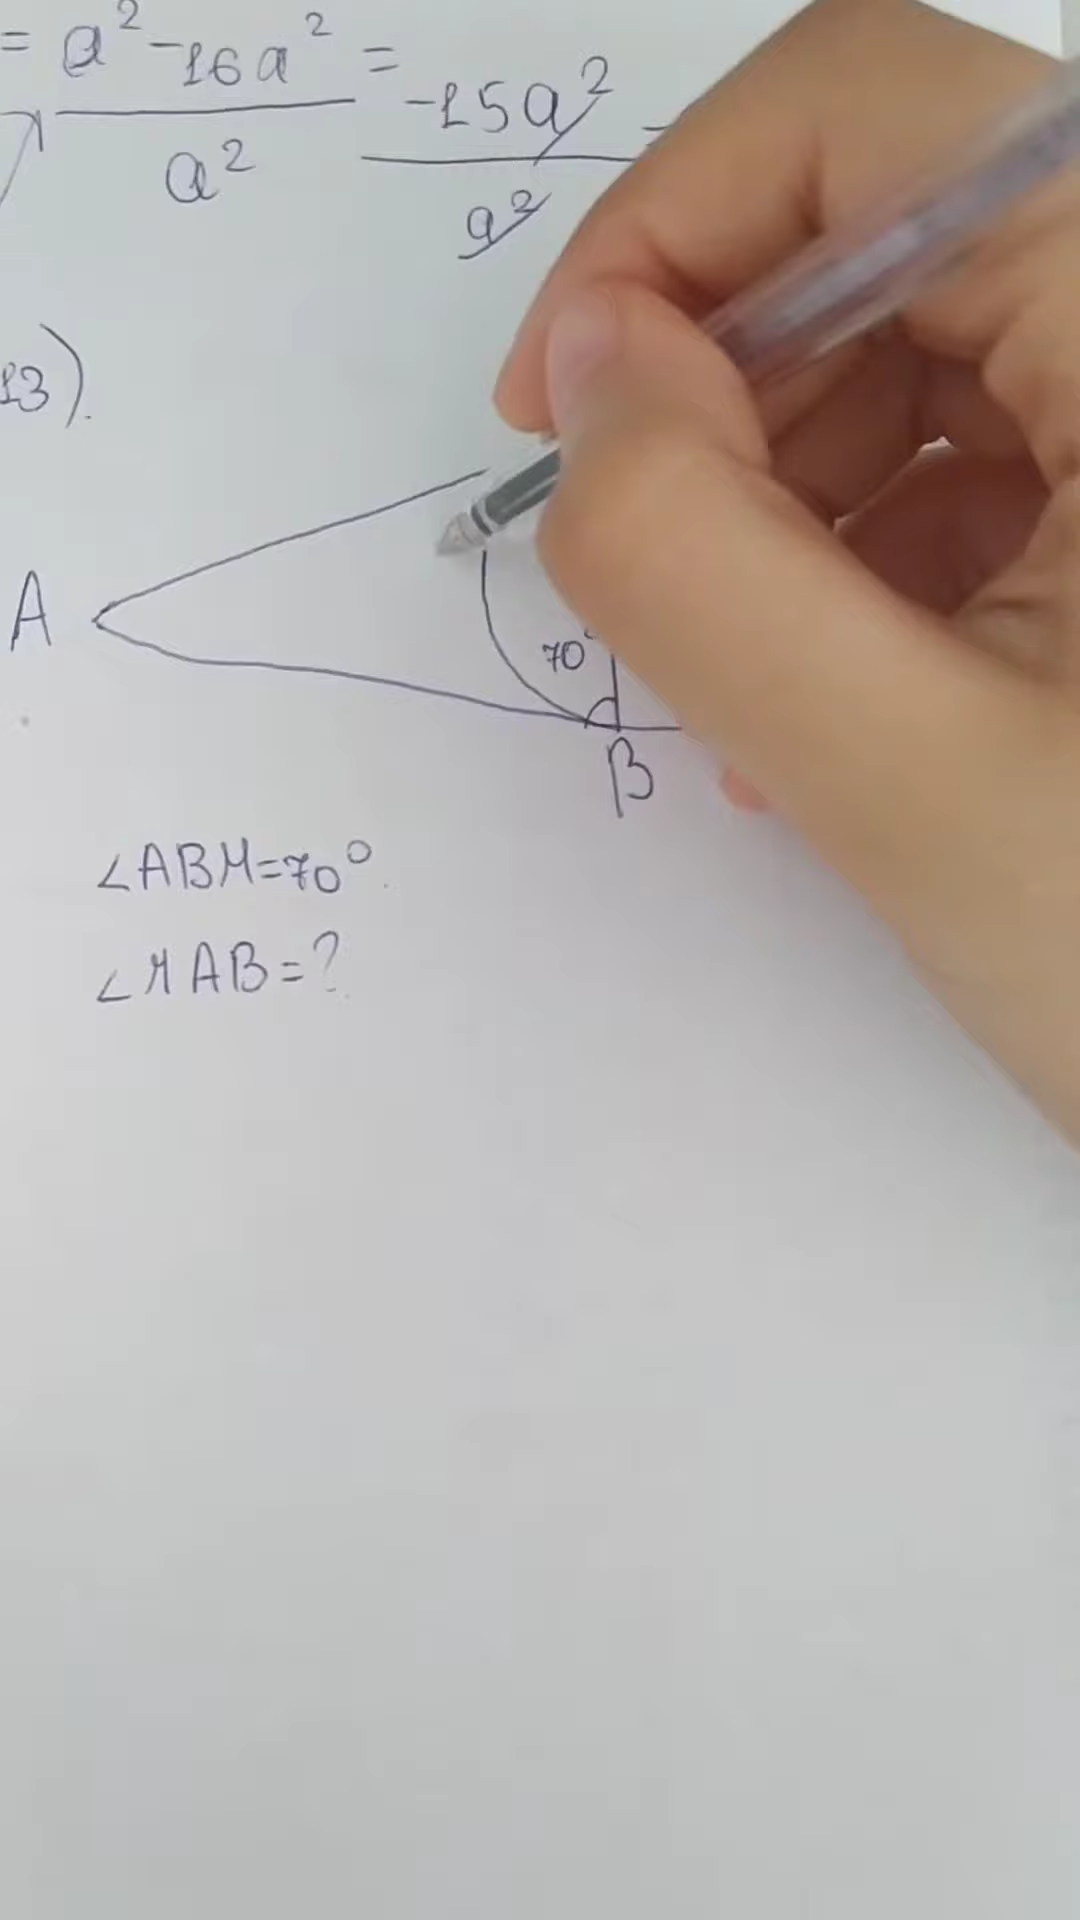 = a² - 16a² / a² = -15a² / a²
13).
A
70°
B
∠ABM=70°.
∠MAB=?